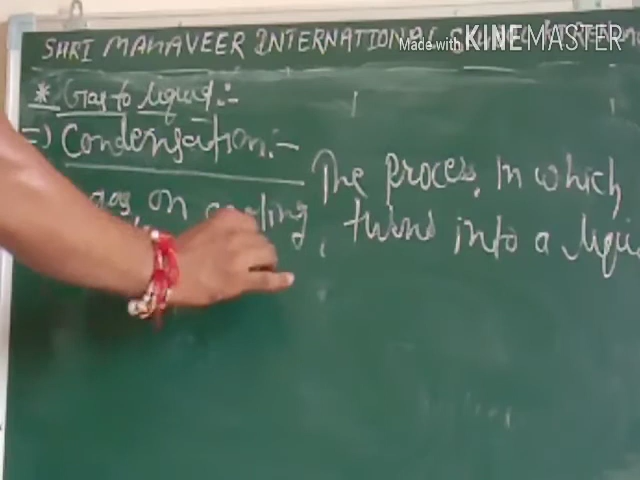 SHRI MAHAVEER INTERNATIONAL
Made with KINEMASTER
* Gas to liquid :-
=> Condensation :-
The process, In which
gas, on cooling, turns into a liquid